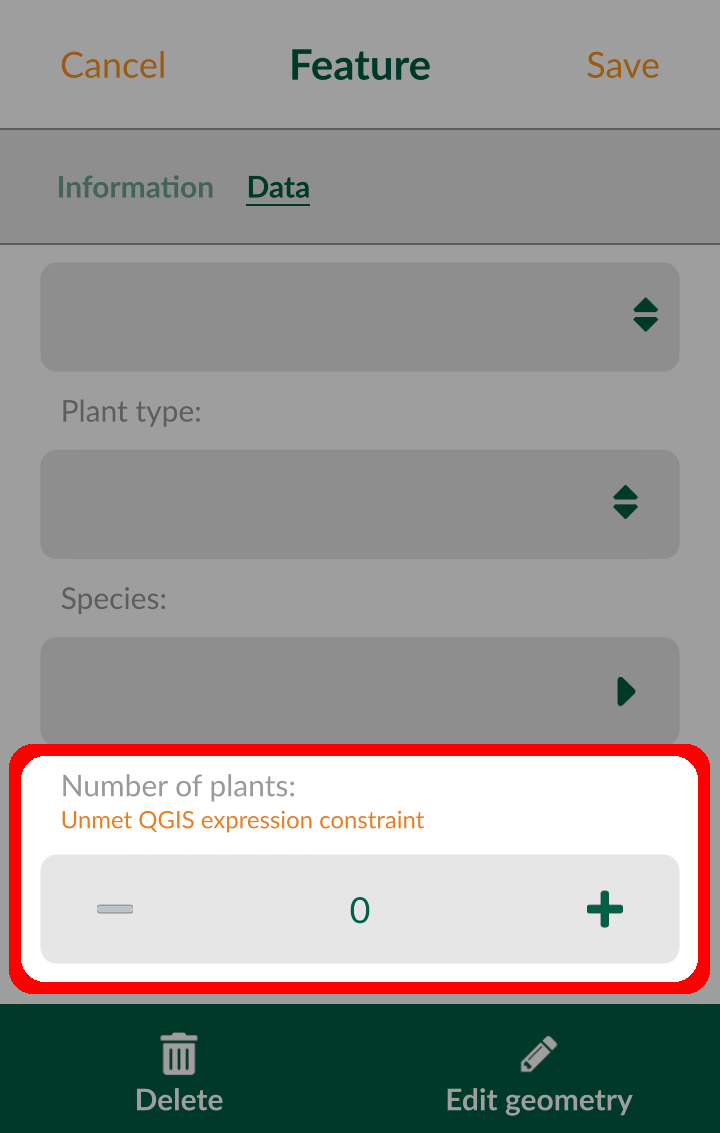 Cancel Feature Save
Information Data
Plant type:
Species:
Number of plants:
Unmet QGIS expression constraint
0
Delete Edit geometry